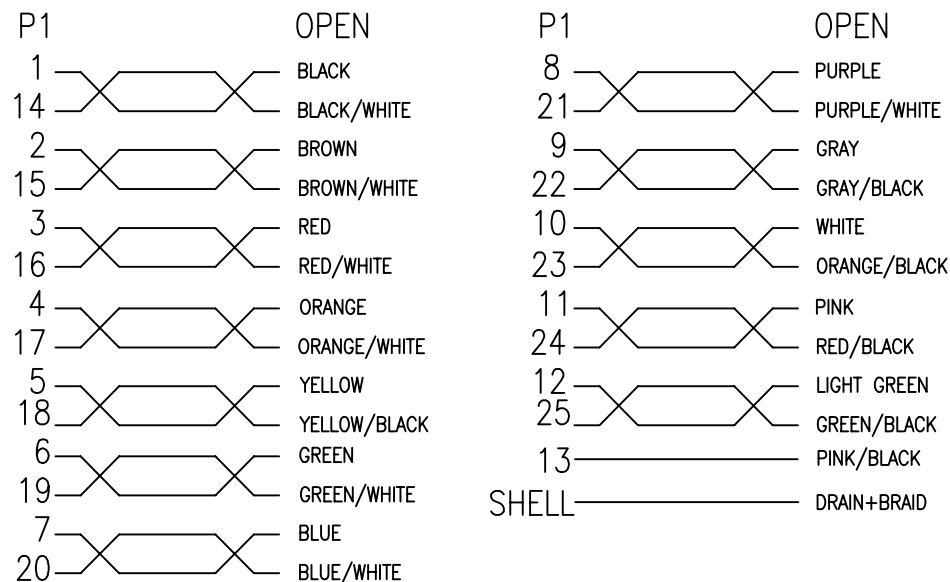 P1 OPEN
1 BLACK
14 BLACK/WHITE
2 BROWN
15 BROWN/WHITE
3 RED
16 RED/WHITE
4 ORANGE
17 ORANGE/WHITE
5 YELLOW
18 YELLOW/BLACK
6 GREEN
19 GREEN/WHITE
7 BLUE
20 BLUE/WHITE
P1 OPEN
8 PURPLE
21 PURPLE/WHITE
9 GRAY
22 GRAY/BLACK
10 WHITE
23 ORANGE/BLACK
11 PINK
24 RED/BLACK
12 LIGHT GREEN
25 GREEN/BLACK
13 PINK/BLACK
SHELL DRAIN+BRAID